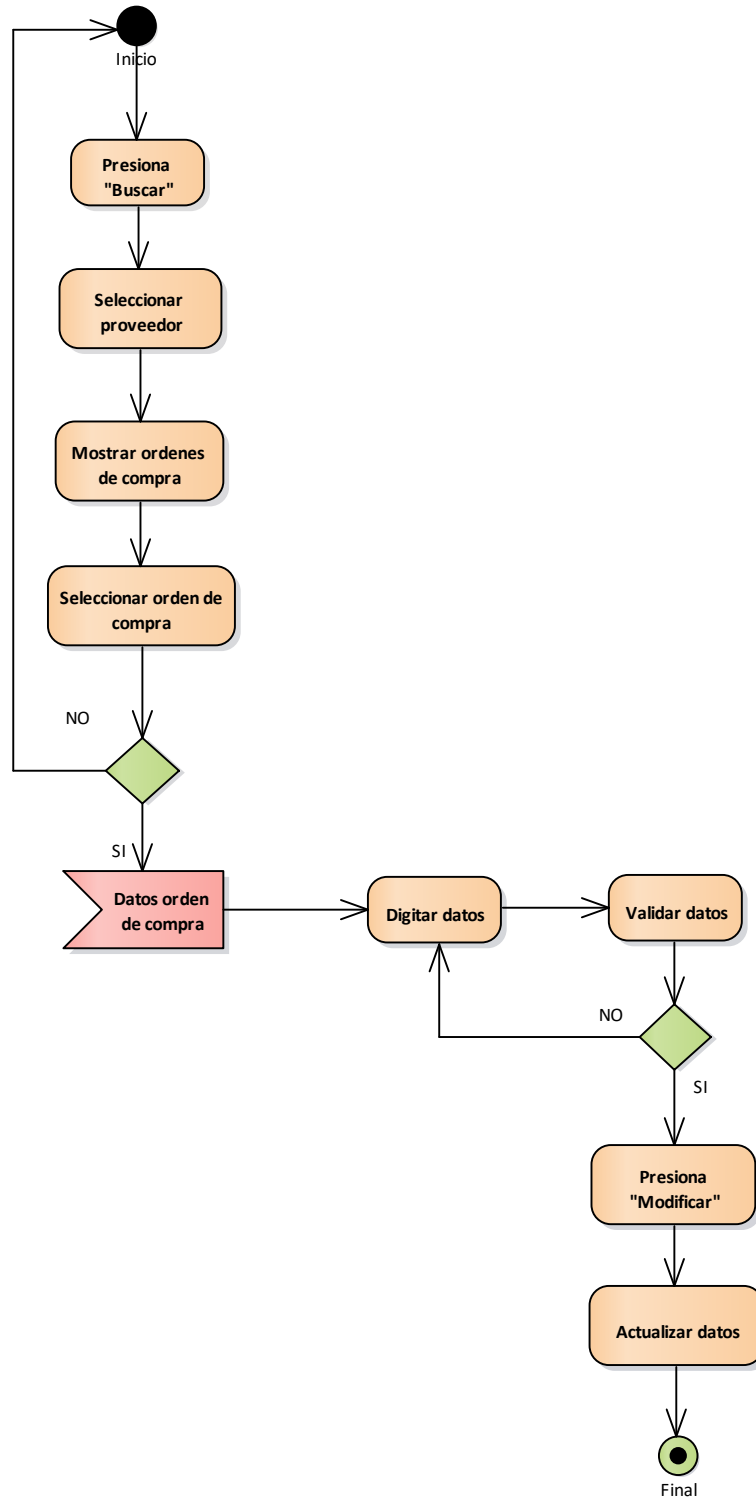 Inicio
Presiona
"Buscar"
Seleccionar
proveedor
Mostrar ordenes
de compra
Seleccionar orden de
compra
NO
SI
Datos orden
de compra
Digitar datos
Validar datos
NO
SI
Presiona
"Modificar"
Actualizar datos
Final